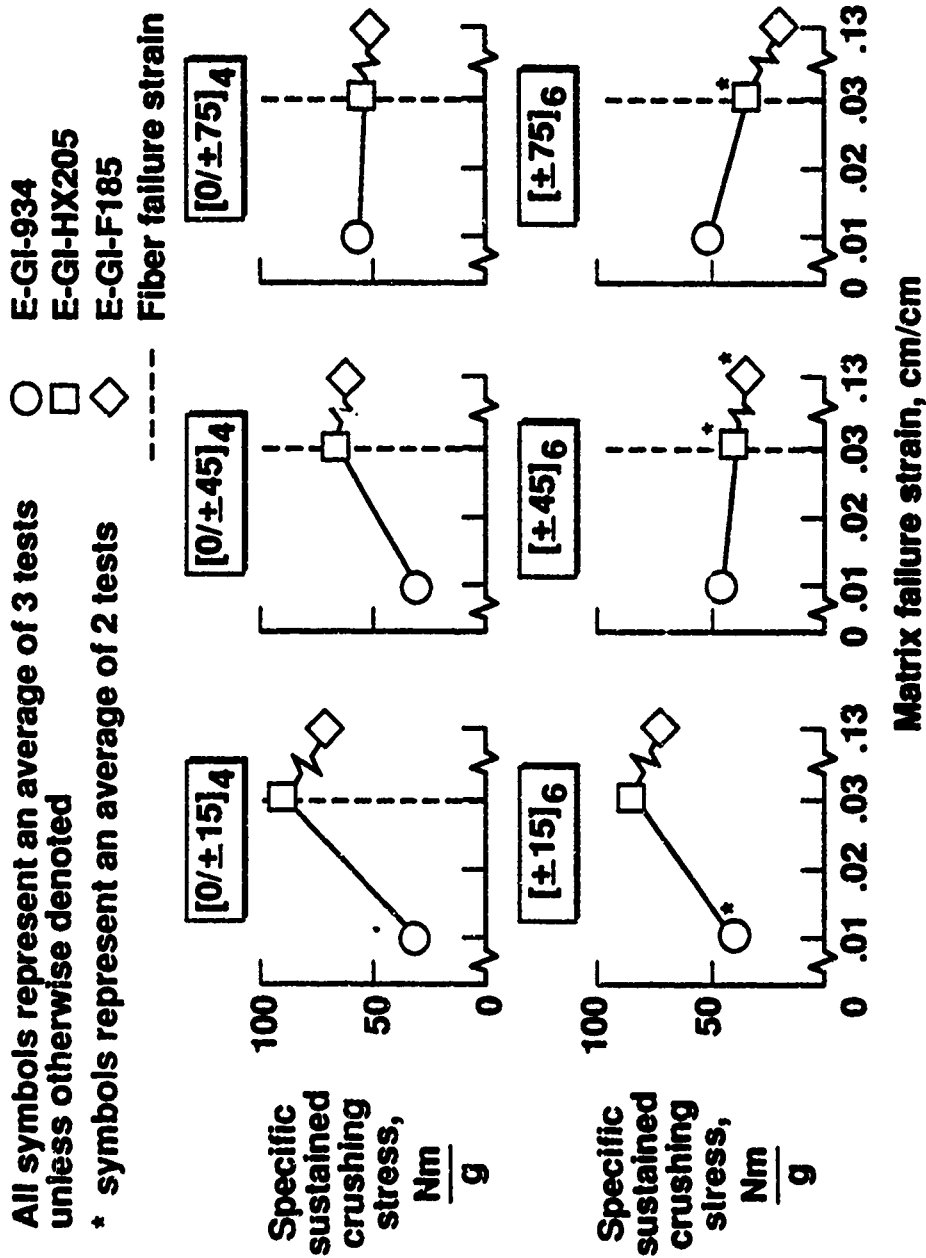 All symbols represent an average of 3 tests
unless otherwise denoted
* symbols represent an average of 2 tests
E-Gl-934
E-Gl-HX205
E-Gl-F185
Fiber failure strain
Specific
sustained
crushing
stress,
Nm
g
100
50
0
[0/±15]4
[0/±45]4
[0/±75]4
Specific
sustained
crushing
stress,
Nm
g
100
50
0
[±15]6
*
.01
.02
.03
.13
[±45]6
*
*
0
.01
.02
.03
.13
[±75]6
*
0
.01
.02
.03
.13
Matrix failure strain, cm/cm